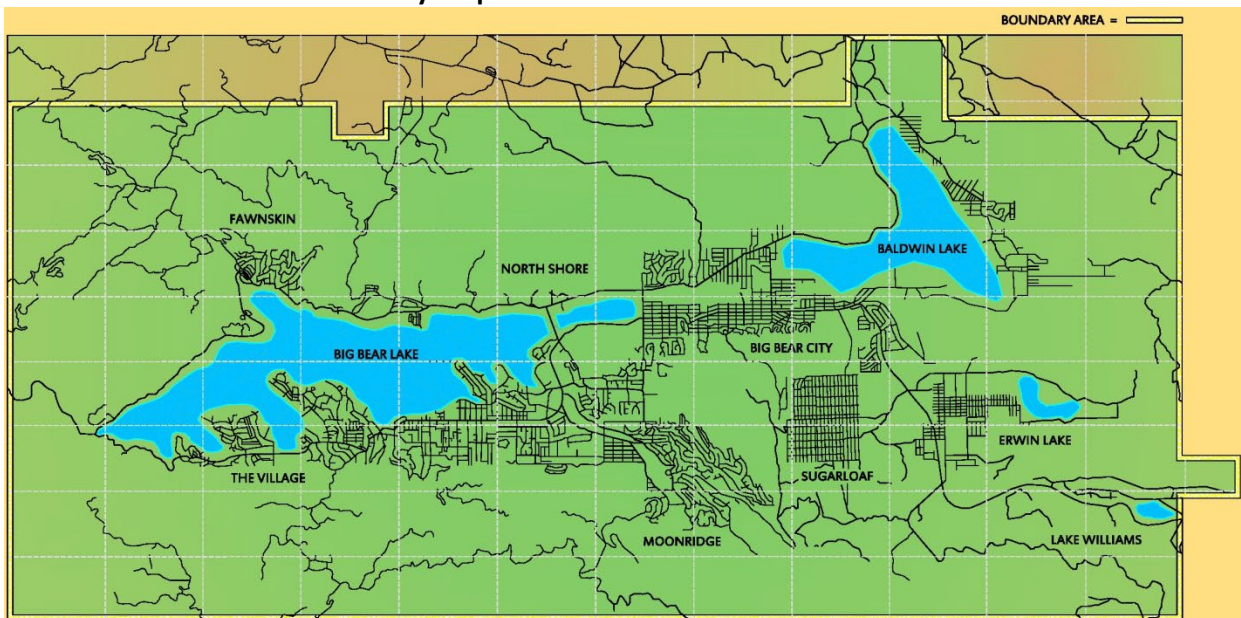 BOUNDARY AREA =
FAWNSKIN
BALDWIN LAKE
NORTH SHORE
BIG BEAR LAKE
BIG BEAR CITY
ERWIN LAKE
THE VILLAGE
SUGARLOAF
MOONRIDGE
LAKE WILLIAMS